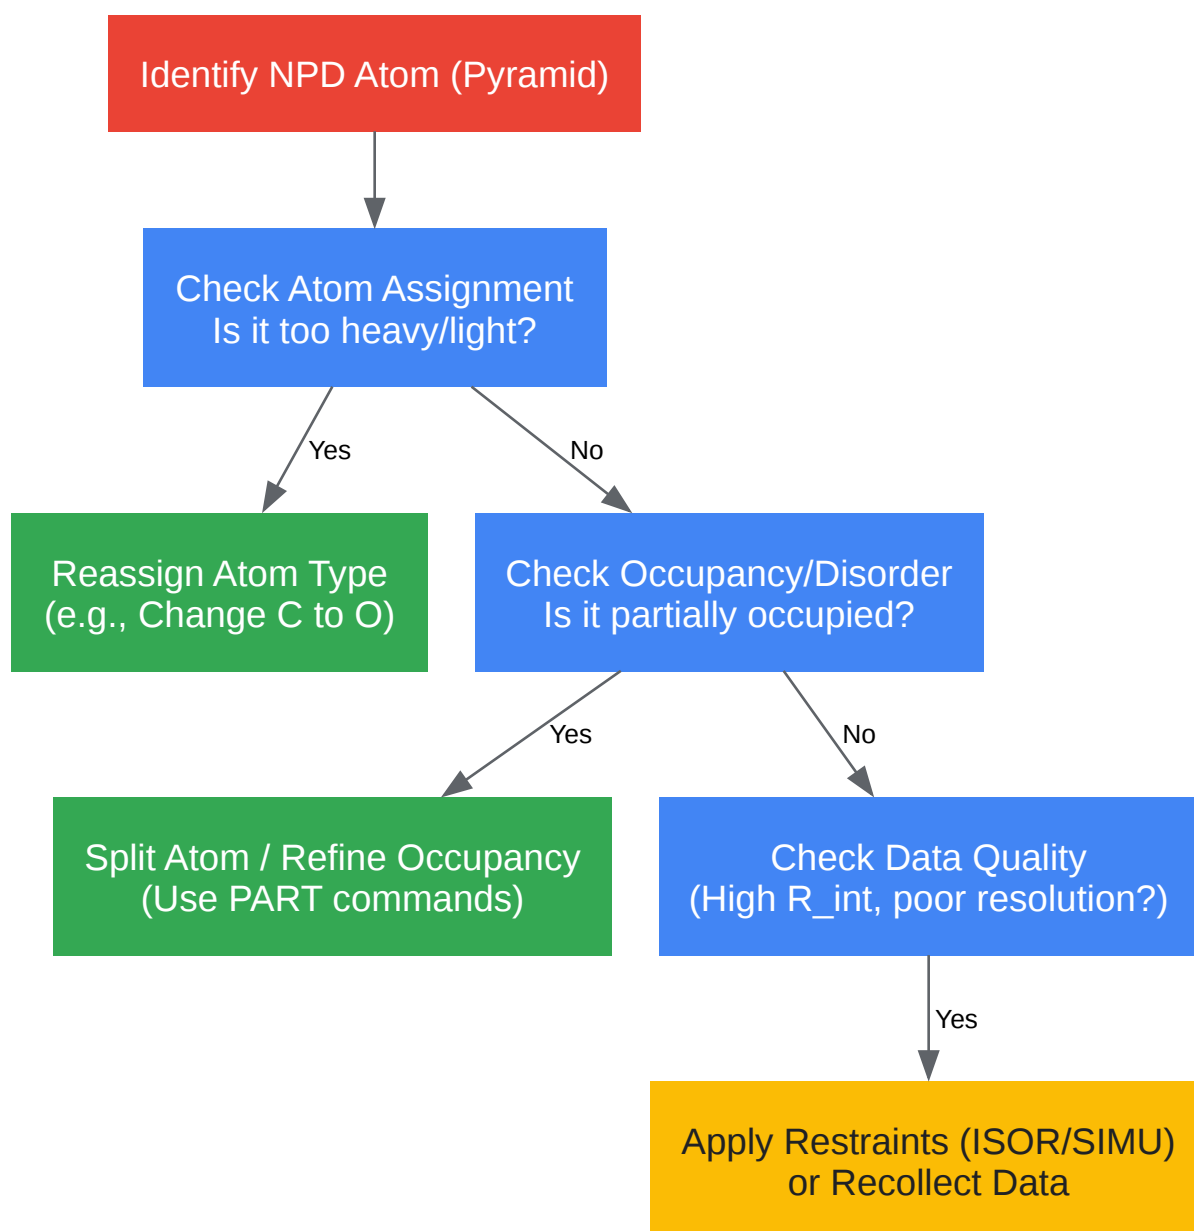 Identify NPD Atom (Pyramid)
Check Atom Assignment
Is it too heavy/light?
Yes
No
Reassign Atom Type
(e.g., Change C to O)
Check Occupancy/Disorder
Is it partially occupied?
Yes
No
Split Atom / Refine Occupancy
(Use PART commands)
Check Data Quality
(High R_int, poor resolution?)
Yes
Apply Restraints (ISOR/SIMU)
or Recollect Data